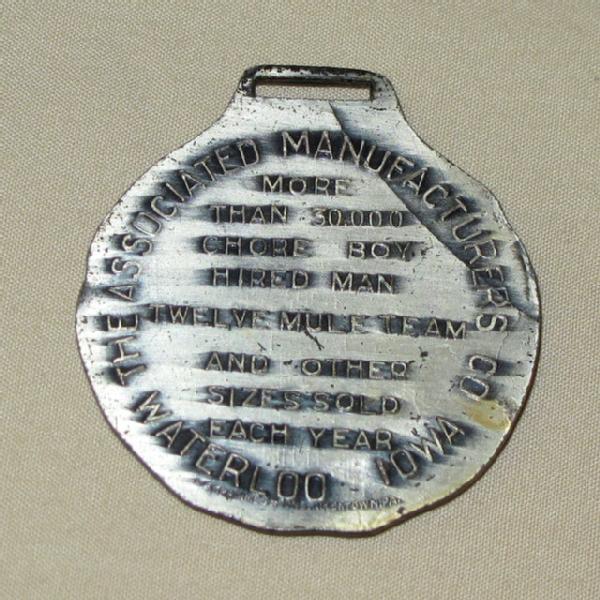 THE ASSOCIATED MANUFACTURERS CO
MORE
THAN 30.000
CHORE BOY
HIRED MAN
TWELVE MULE TEAM
AND OTHER
SIZES SOLD
EACH YEAR
WATERLOO IOWA